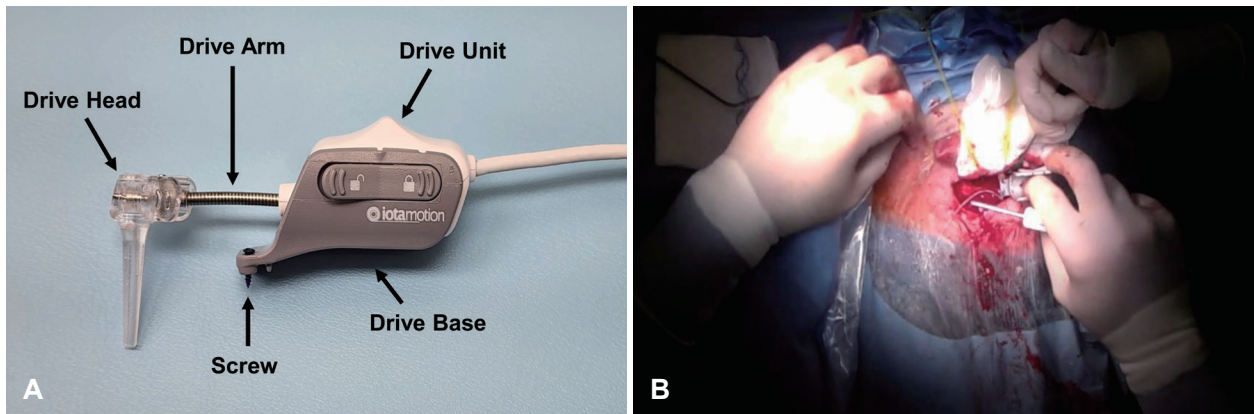 Drive Arm
Drive Unit
Drive Head
iotamotion
Drive Base
Screw
A
B